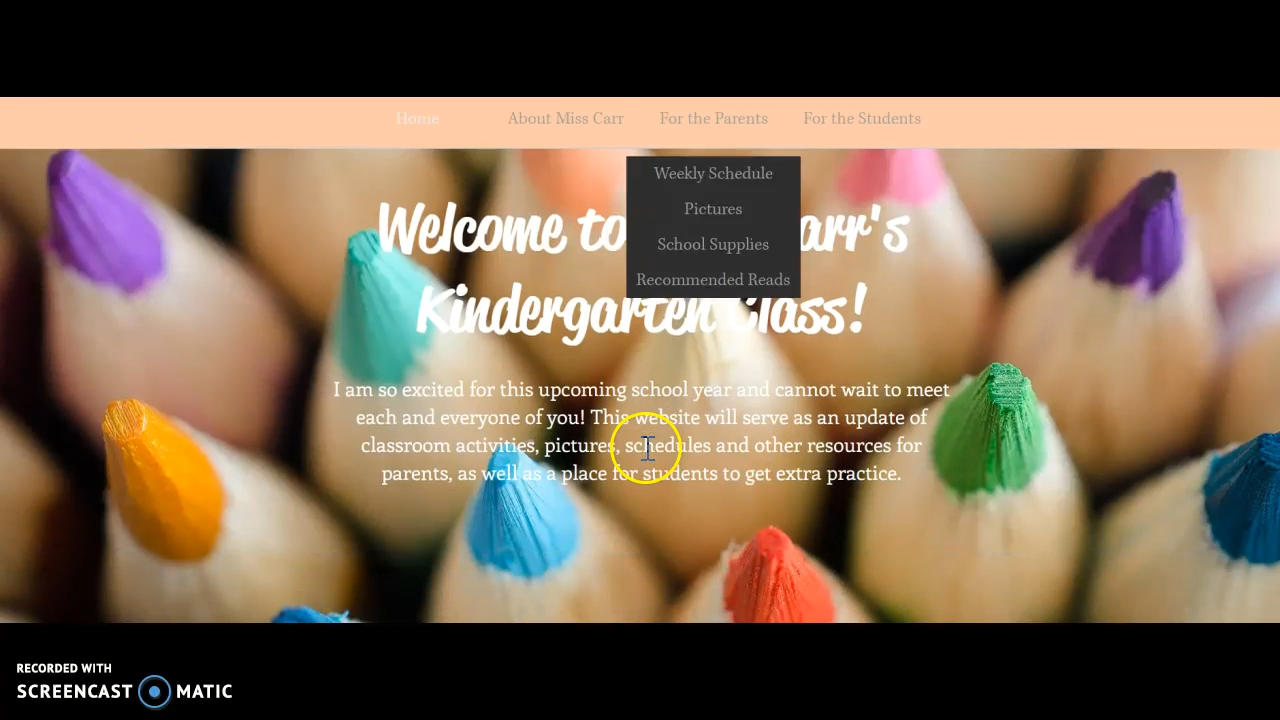 Home About Miss Carr For the Parents For the Students
Weekly Schedule
Pictures
School Supplies
Recommended Reads
Welcome to arr's
Kindergarten Class!
I am so excited for this upcoming school year and cannot wait to meet
each and everyone of you! This website will serve as an update of
classroom activities, pictures, schedules and other resources for
parents, as well as a place for students to get extra practice.
RECORDED WITH
SCREENCAST MATIC